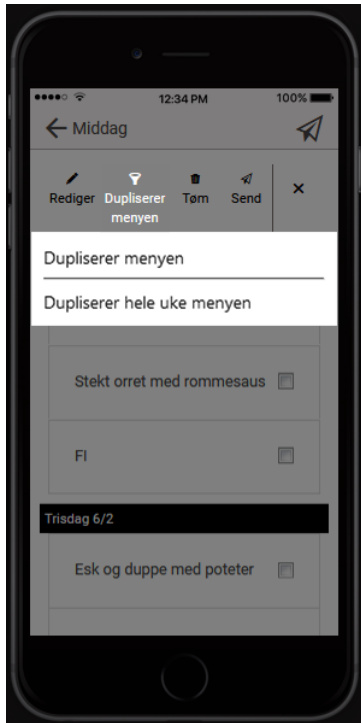 12:34 PM 100%
Middag
Rediger Dupliserer menyen Tøm Send ×
Dupliserer menyen
Dupliserer hele uke menyen
Stekt orret med rommesaus
FI
Trisdag 6/2
Esk og duppe med poteter